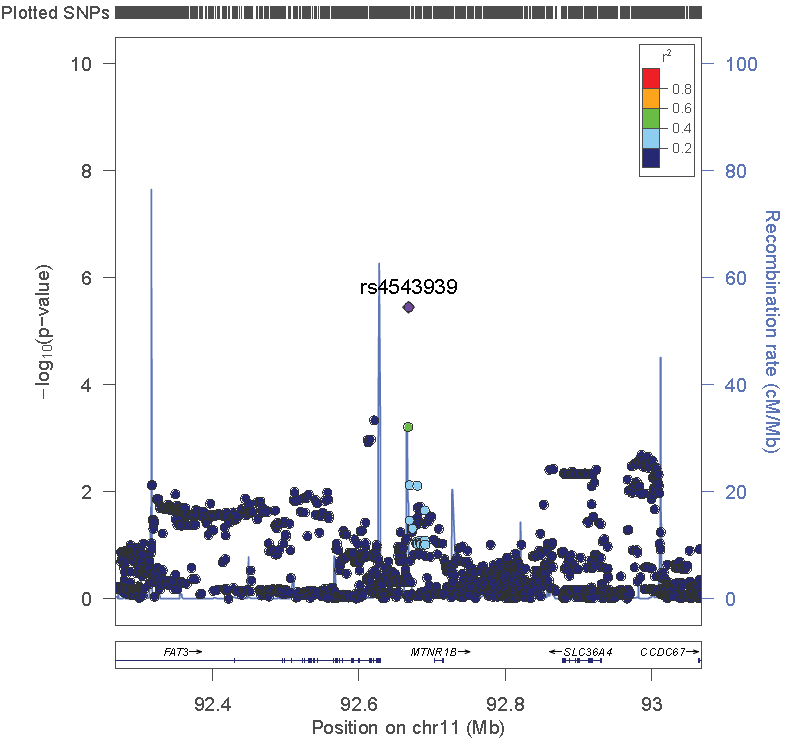 Plotted SNPs
10
8
6
4
2
0
−log10(p−value)
100
80
60
40
20
0
Recombination rate (cM/Mb)
r2
0.8
0.6
0.4
0.2
rs4543939
FAT3→
MTNR1B→
←SLC36A4
CCDC67→
92.4
92.6
92.8
93
Position on chr11 (Mb)